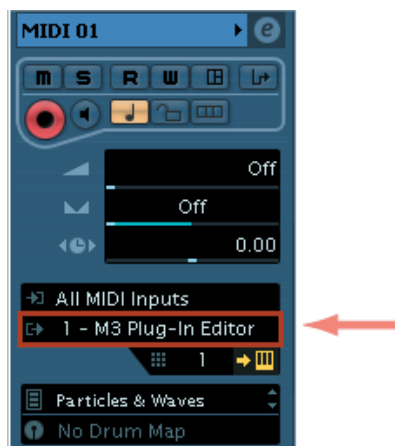 MIDI 01 e
m S R W
Off
Off
0.00
All MIDI Inputs
1 - M3 Plug-In Editor
1
Particles & Waves
No Drum Map